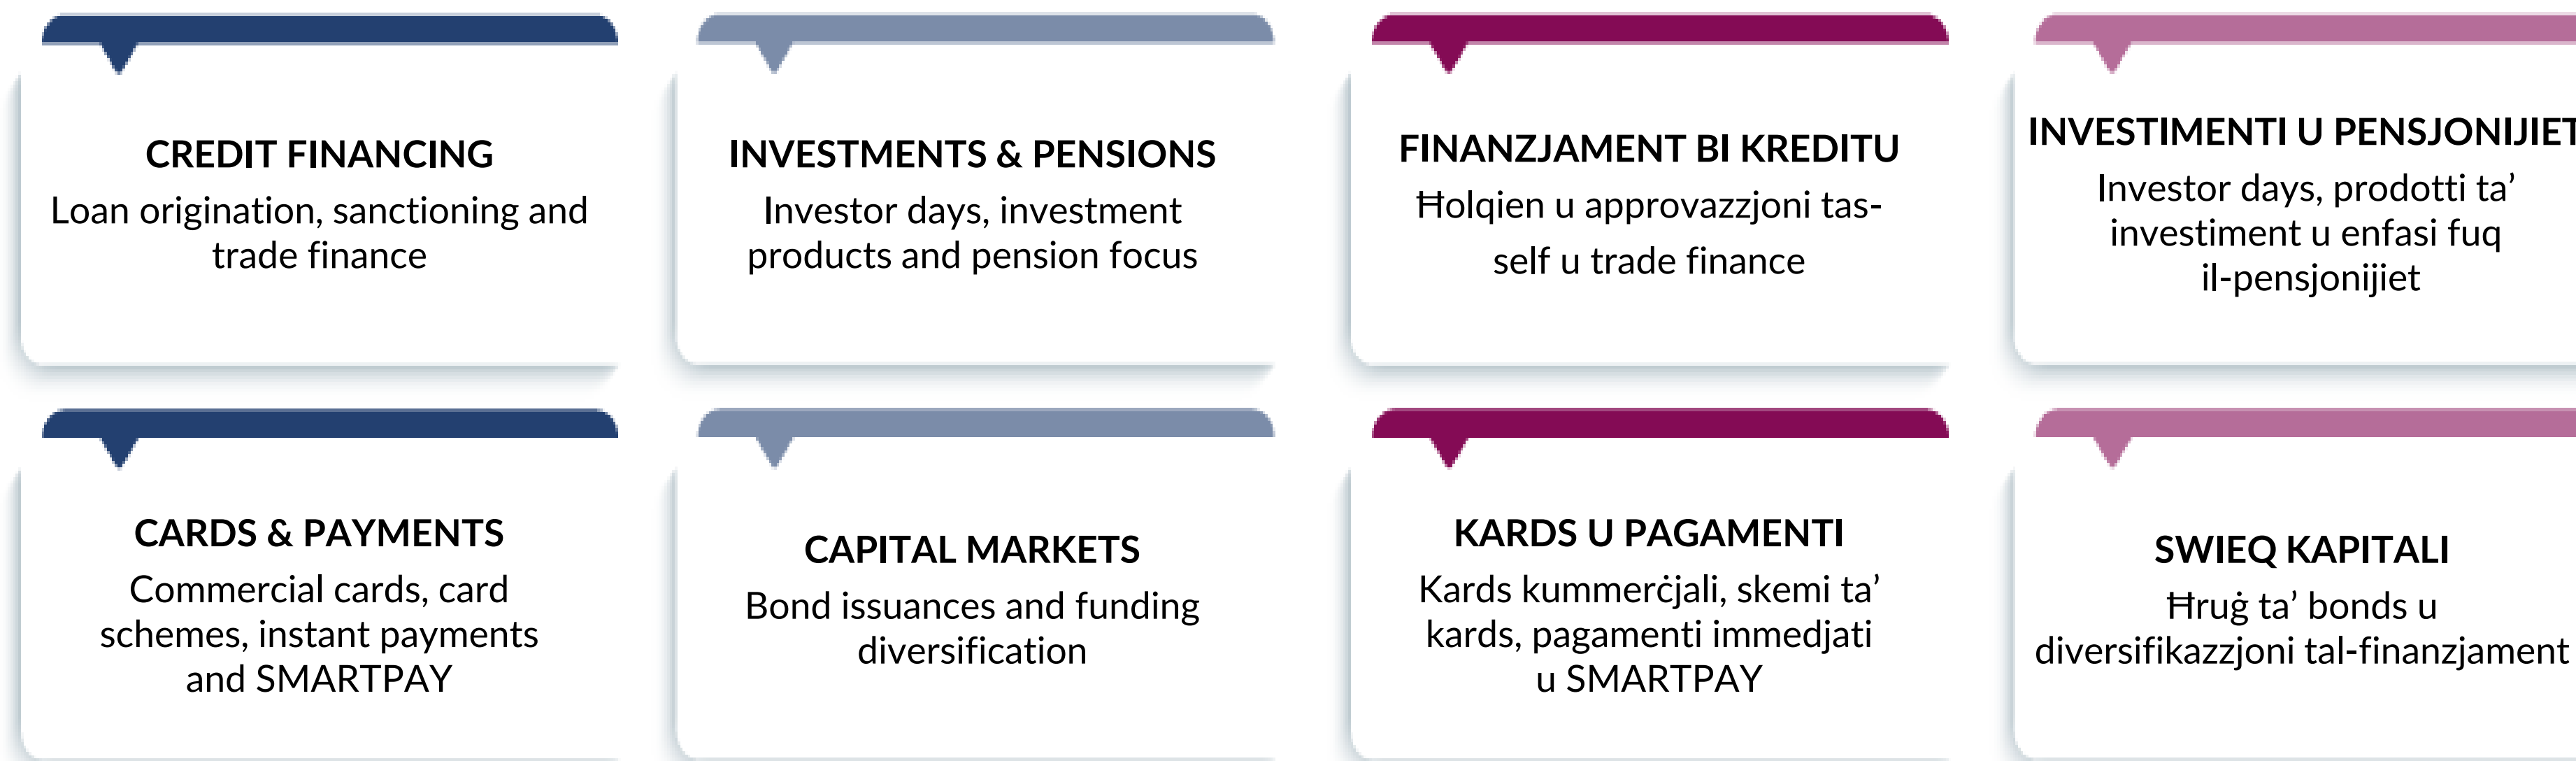 CREDIT FINANCING
Loan origination, sanctioning and
trade finance
INVESTMENTS & PENSIONS
Investor days, investment
products and pension focus
FINANZJAMENT BI KREDITU
Ħolqien u approvazzjoni tas-
self u trade finance
INVESTIMENTI U PENSJONIJIET
Investor days, prodotti ta’
investiment u enfasi fuq
il-pensjonijiet
CARDS & PAYMENTS
Commercial cards, card
schemes, instant payments
and SMARTPAY
CAPITAL MARKETS
Bond issuances and funding
diversification
KARDS U PAGAMENTI
Kards kummerċjali, skemi ta’
kards, pagamenti immedjati
u SMARTPAY
SWIEQ KAPITALI
Ħruġ ta’ bonds u
diversifikazzjoni tal-finanzjament